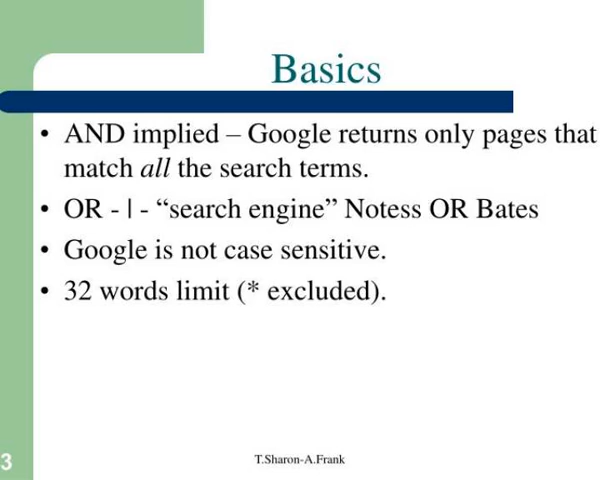 Basics
• AND implied – Google returns only pages that
match all the search terms.
• OR - | - “search engine” Notess OR Bates
• Google is not case sensitive.
• 32 words limit (* excluded).
3
T.Sharon-A.Frank